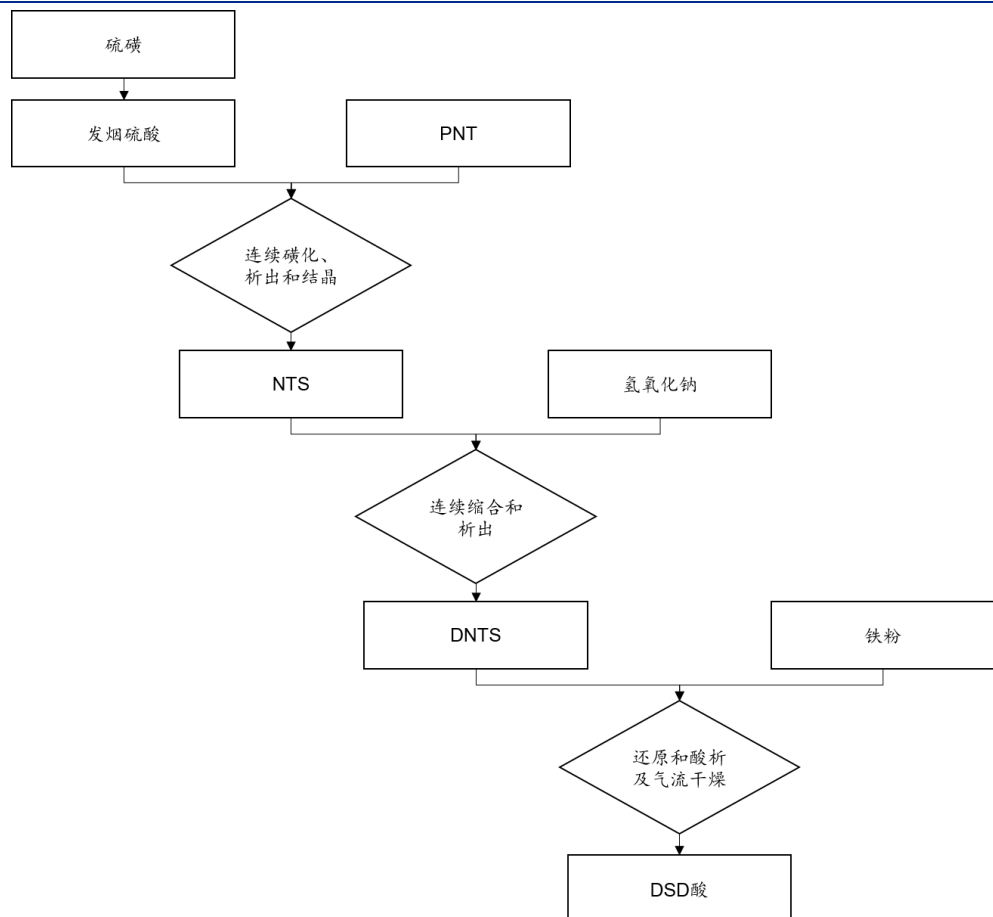 硫磺
发烟硫酸
PNT
连续磺化、
析出和结晶
NTS
氢氧化钠
连续缩合和
析出
DNTS
铁粉
还原和酸析
及气流干燥
DSD酸